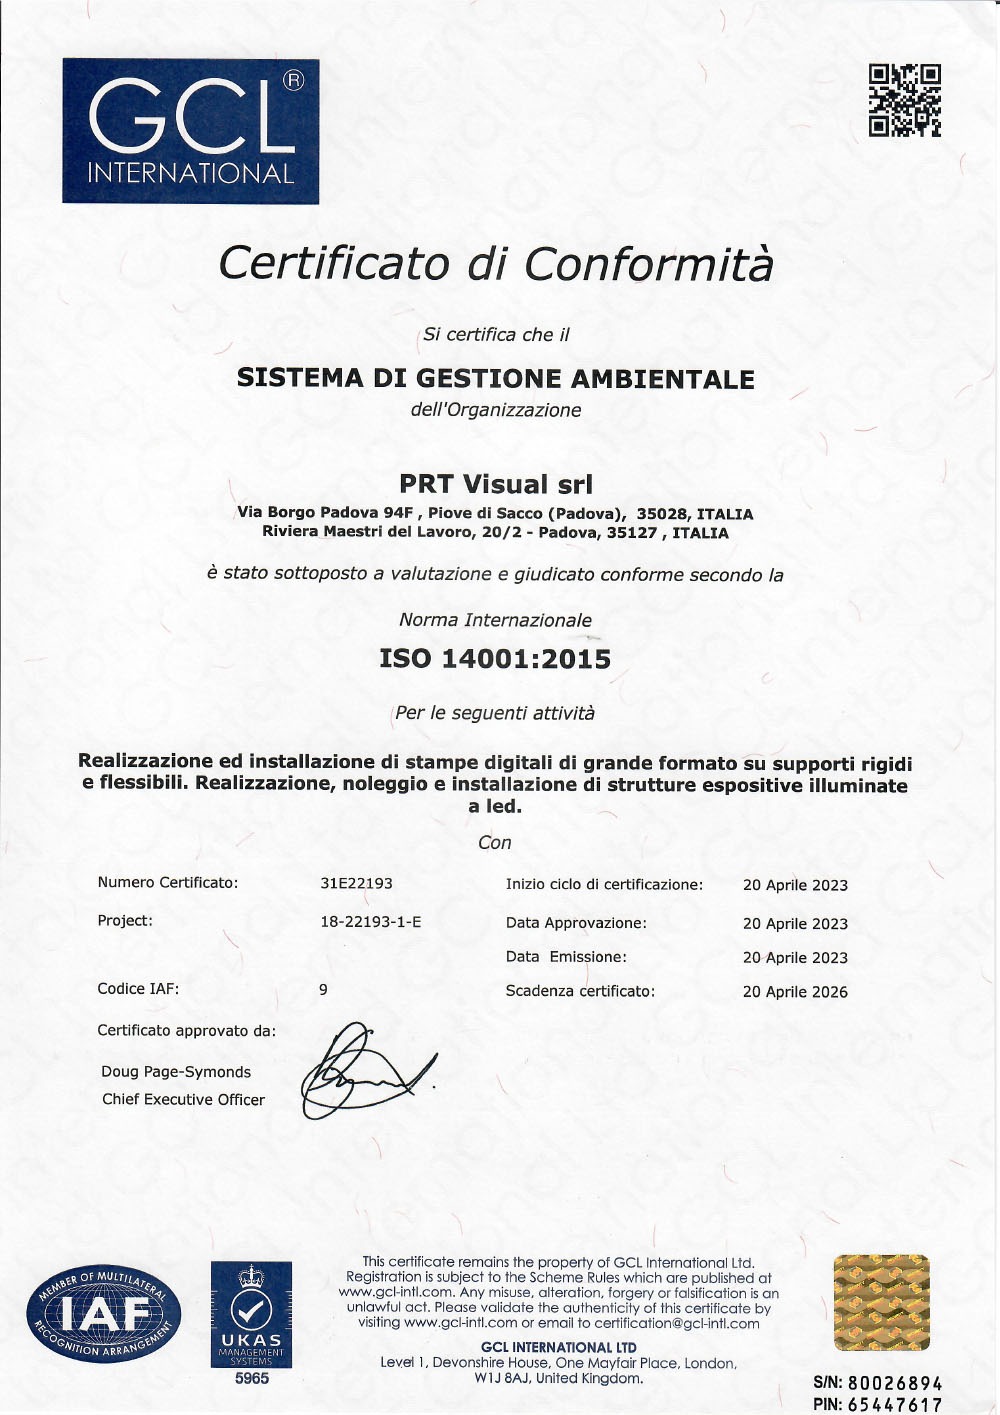 GCL®
INTERNATIONAL
Certificato di Conformità
Si certifica che il
SISTEMA DI GESTIONE AMBIENTALE
dell'Organizzazione
PRT Visual srl
Via Borgo Padova 94F , Piove di Sacco (Padova), 35028, ITALIA
Riviera Maestri del Lavoro, 20/2 - Padova, 35127 , ITALIA
è stato sottoposto a valutazione e giudicato conforme secondo la
Norma Internazionale
ISO 14001:2015
Per le seguenti attività
Realizzazione ed installazione di stampe digitali di grande formato su supporti rigidi
e flessibili. Realizzazione, noleggio e installazione di strutture espositive illuminate
a led.
Con
Numero Certificato: 31E22193 Inizio ciclo di certificazione: 20 Aprile 2023
Project: 18-22193-1-E Data Approvazione: 20 Aprile 2023
Data Emissione: 20 Aprile 2023
Codice IAF: 9 Scadenza certificato: 20 Aprile 2026
Certificato approvato da:
Doug Page-Symonds
Chief Executive Officer
MEMBER OF MULTILATERAL
IAF
RECOGNITION ARRANGEMENT
UKAS
MANAGEMENT
SYSTEMS
5965
This certificate remains the property of GCL International Ltd.
Registration is subject to the Scheme Rules which are published at
www.gcl-intl.com. Any misuse, alteration, forgery or falsification is an
unlawful act. Please validate the authenticity of this certificate by
visiting www.gcl-intl.com or email to certification@gcl-intl.com
GCL INTERNATIONAL LTD
Level 1, Devonshire House, One Mayfair Place, London,
W1J 8AJ, United Kingdom.
S/N: 80026894
PIN: 65447617